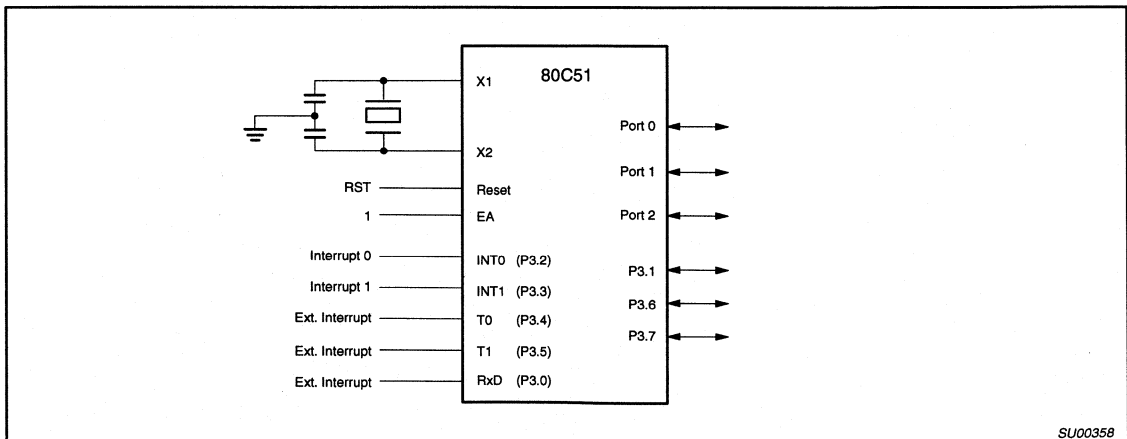 80C51
X1
X2
RST Reset
1 EA
Interrupt 0 INT0 (P3.2)
Interrupt 1 INT1 (P3.3)
Ext. Interrupt T0 (P3.4)
Ext. Interrupt T1 (P3.5)
Ext. Interrupt RxD (P3.0)
Port 0
Port 1
Port 2
P3.1
P3.6
P3.7
SU00358